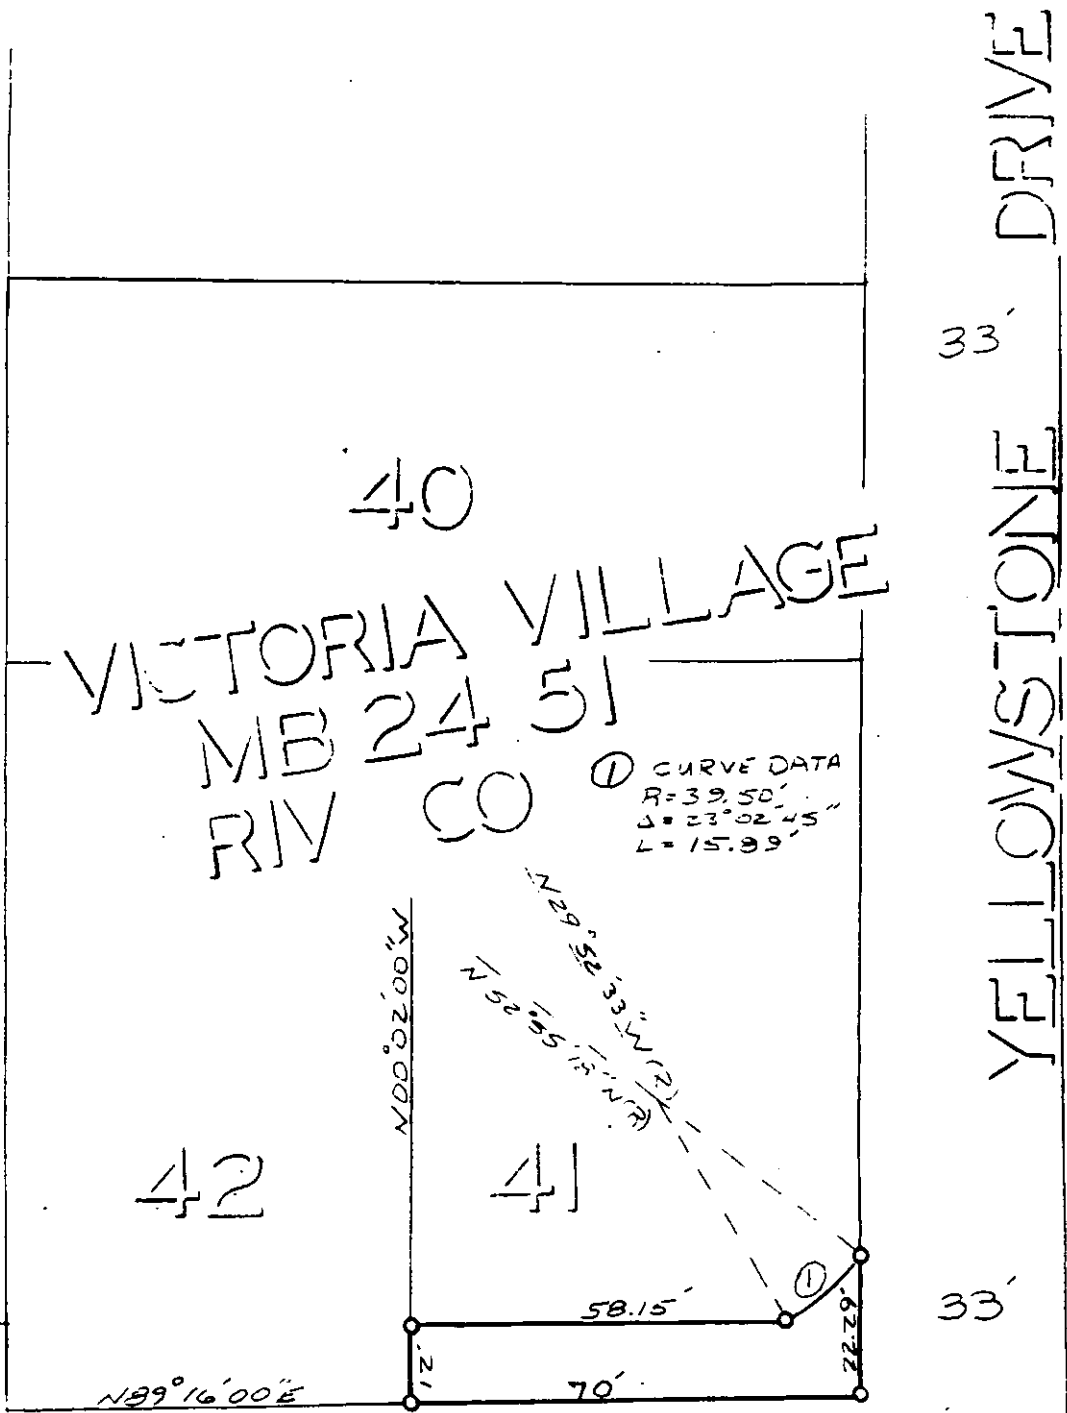 YELLOWSTONE DRIVE
33'
40
VICTORIA VILLAGE
MB 24 51
RIV CO
① CURVE DATA
R=39.50'
Δ=23°02'45"
L=15.89'
N00°02'00"W
N29°52'33"W(R)
N52°55'18"W(R)
42
41
①
58.15'
22.29'
33'
12'
70'
N89°16'00"E